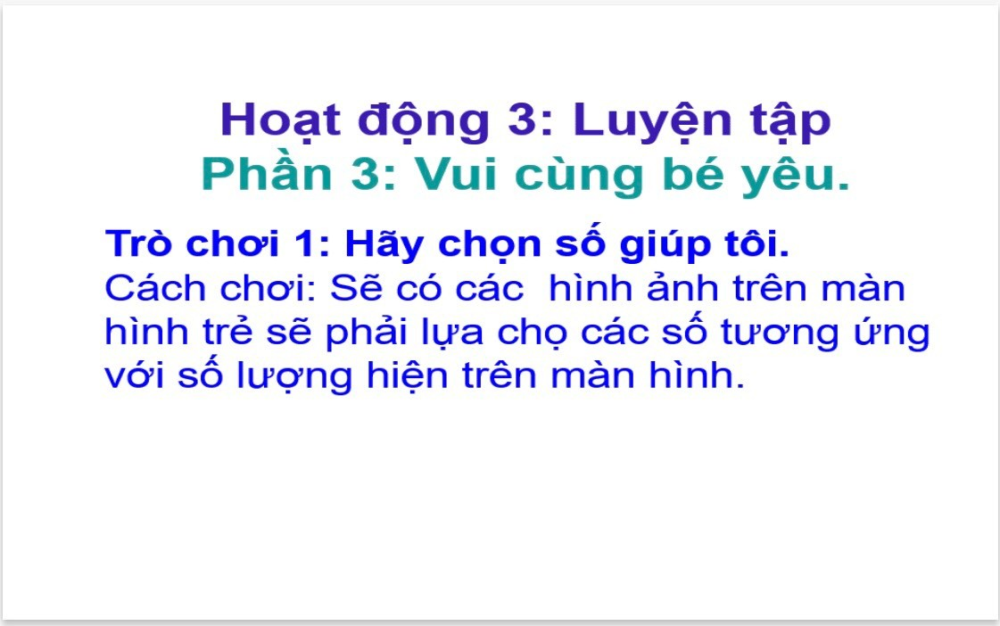 Hoạt động 3: Luyện tập
Phần 3: Vui cùng bé yêu.
Trò chơi 1: Hãy chọn số giúp tôi.
Cách chơi: Sẽ có các  hình ảnh trên màn
hình trẻ sẽ phải lựa chọ các số tương ứng
với số lượng hiện trên màn hình.